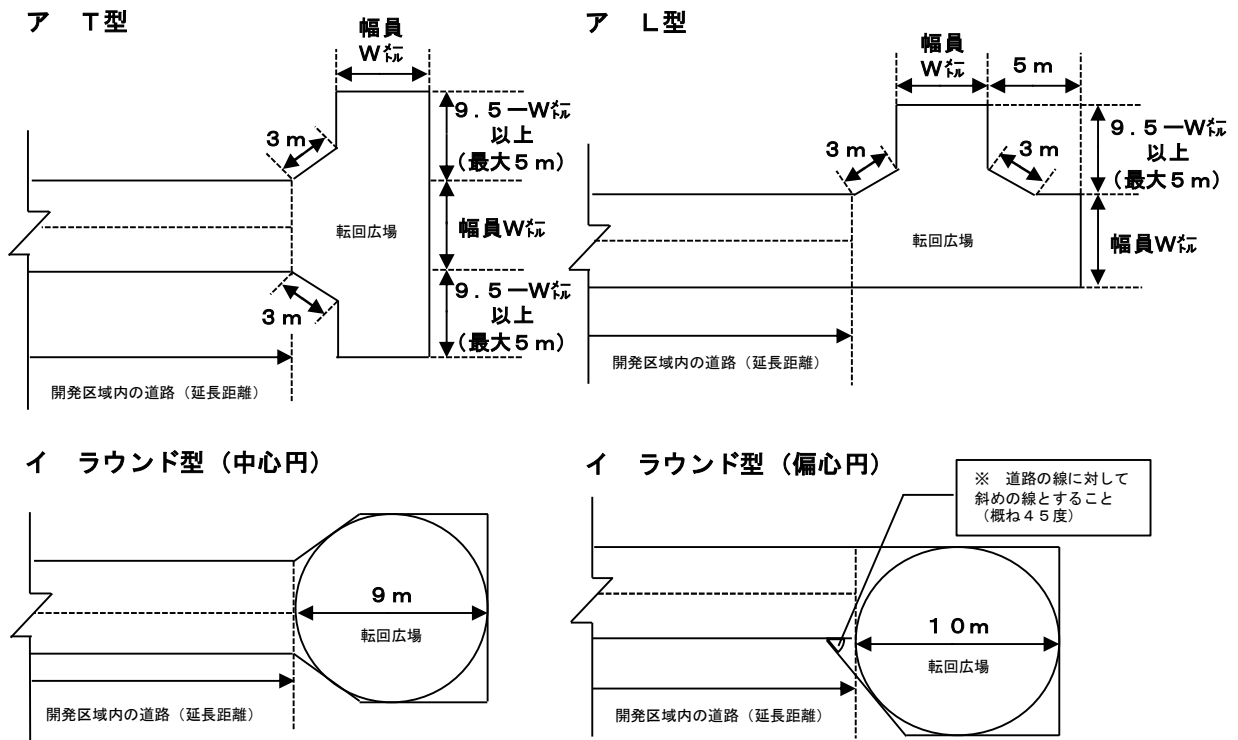 ア　T型
幅員
W㍍
3m
9.5―W㍍
以上
(最大5m)
転回広場
幅員W㍍
3m
9.5―W㍍
以上
(最大5m)
開発区域内の道路（延長距離）
ア　L型
幅員
W㍍
5m
3m
3m
9.5―W㍍
以上
(最大5m)
転回広場
幅員W㍍
開発区域内の道路（延長距離）
イ　ラウンド型（中心円）
9m
転回広場
開発区域内の道路（延長距離）
イ　ラウンド型（偏心円）
※　道路の線に対して
斜めの線とすること
（概ね４５度）
10m
転回広場
開発区域内の道路（延長距離）